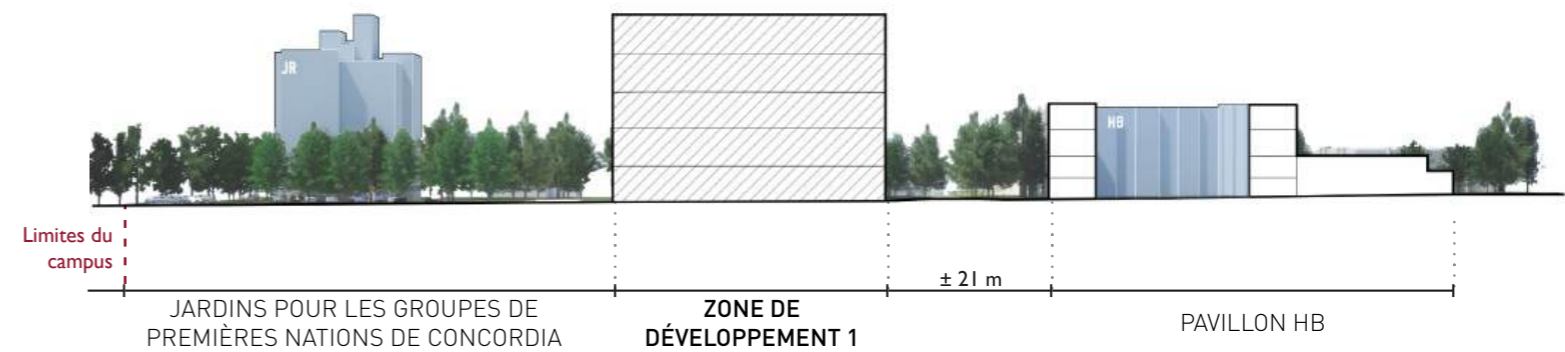 JR
HB
Limites du
campus
± 21 m
JARDINS POUR LES GROUPES DE
PREMIÈRES NATIONS DE CONCORDIA
ZONE DE
DÉVELOPPEMENT 1
PAVILLON HB